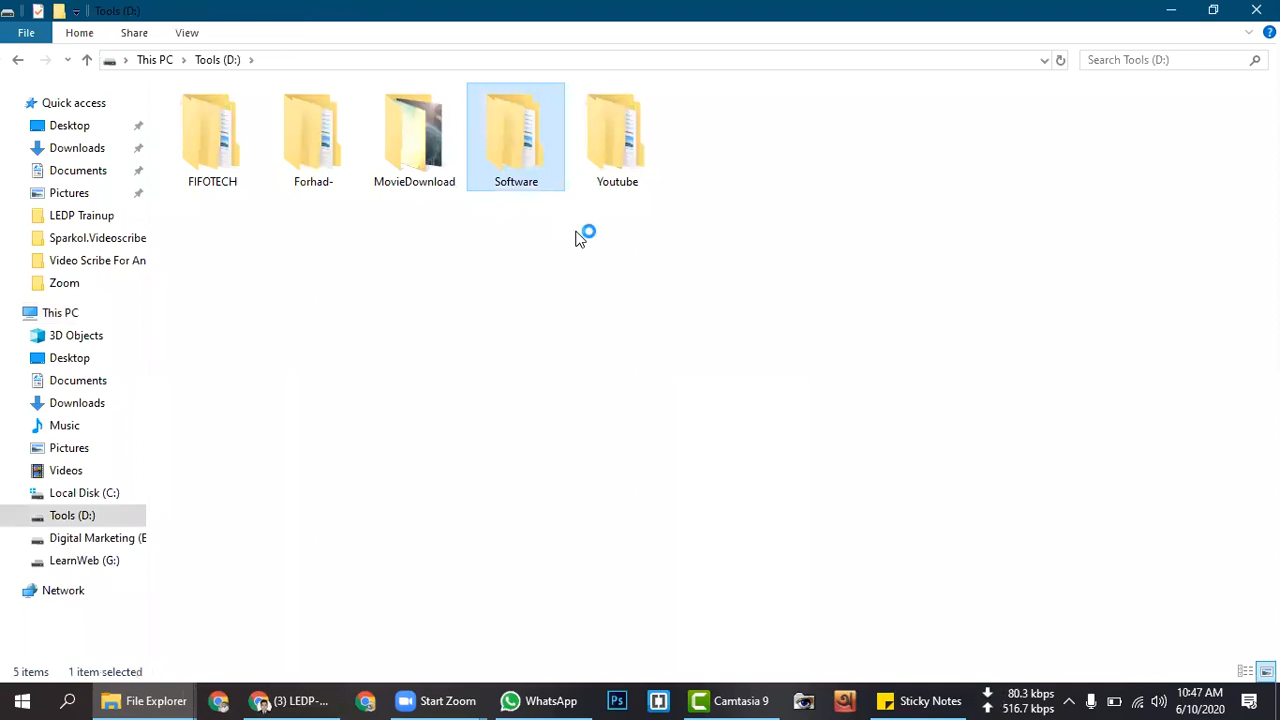 Tools (D:)
File Home Share View
This PC Tools (D:) Search Tools (D:)
Quick access
Desktop
Downloads
Documents
Pictures
LEDP Trainup
Sparkol.Videoscribe
Video Scribe For An
Zoom
This PC
3D Objects
Desktop
Documents
Downloads
Music
Pictures
Videos
Local Disk (C:)
Tools (D:)
Digital Marketing (E
LearnWeb (G:)
Network
FIFOTECH Forhad- MovieDownload Software Youtube
5 items 1 item selected
File Explorer (3) LEDP-... Start Zoom WhatsApp Ps Camtasia 9 Sticky Notes
80.3 kbps
516.7 kbps
10:47 AM
6/10/2020